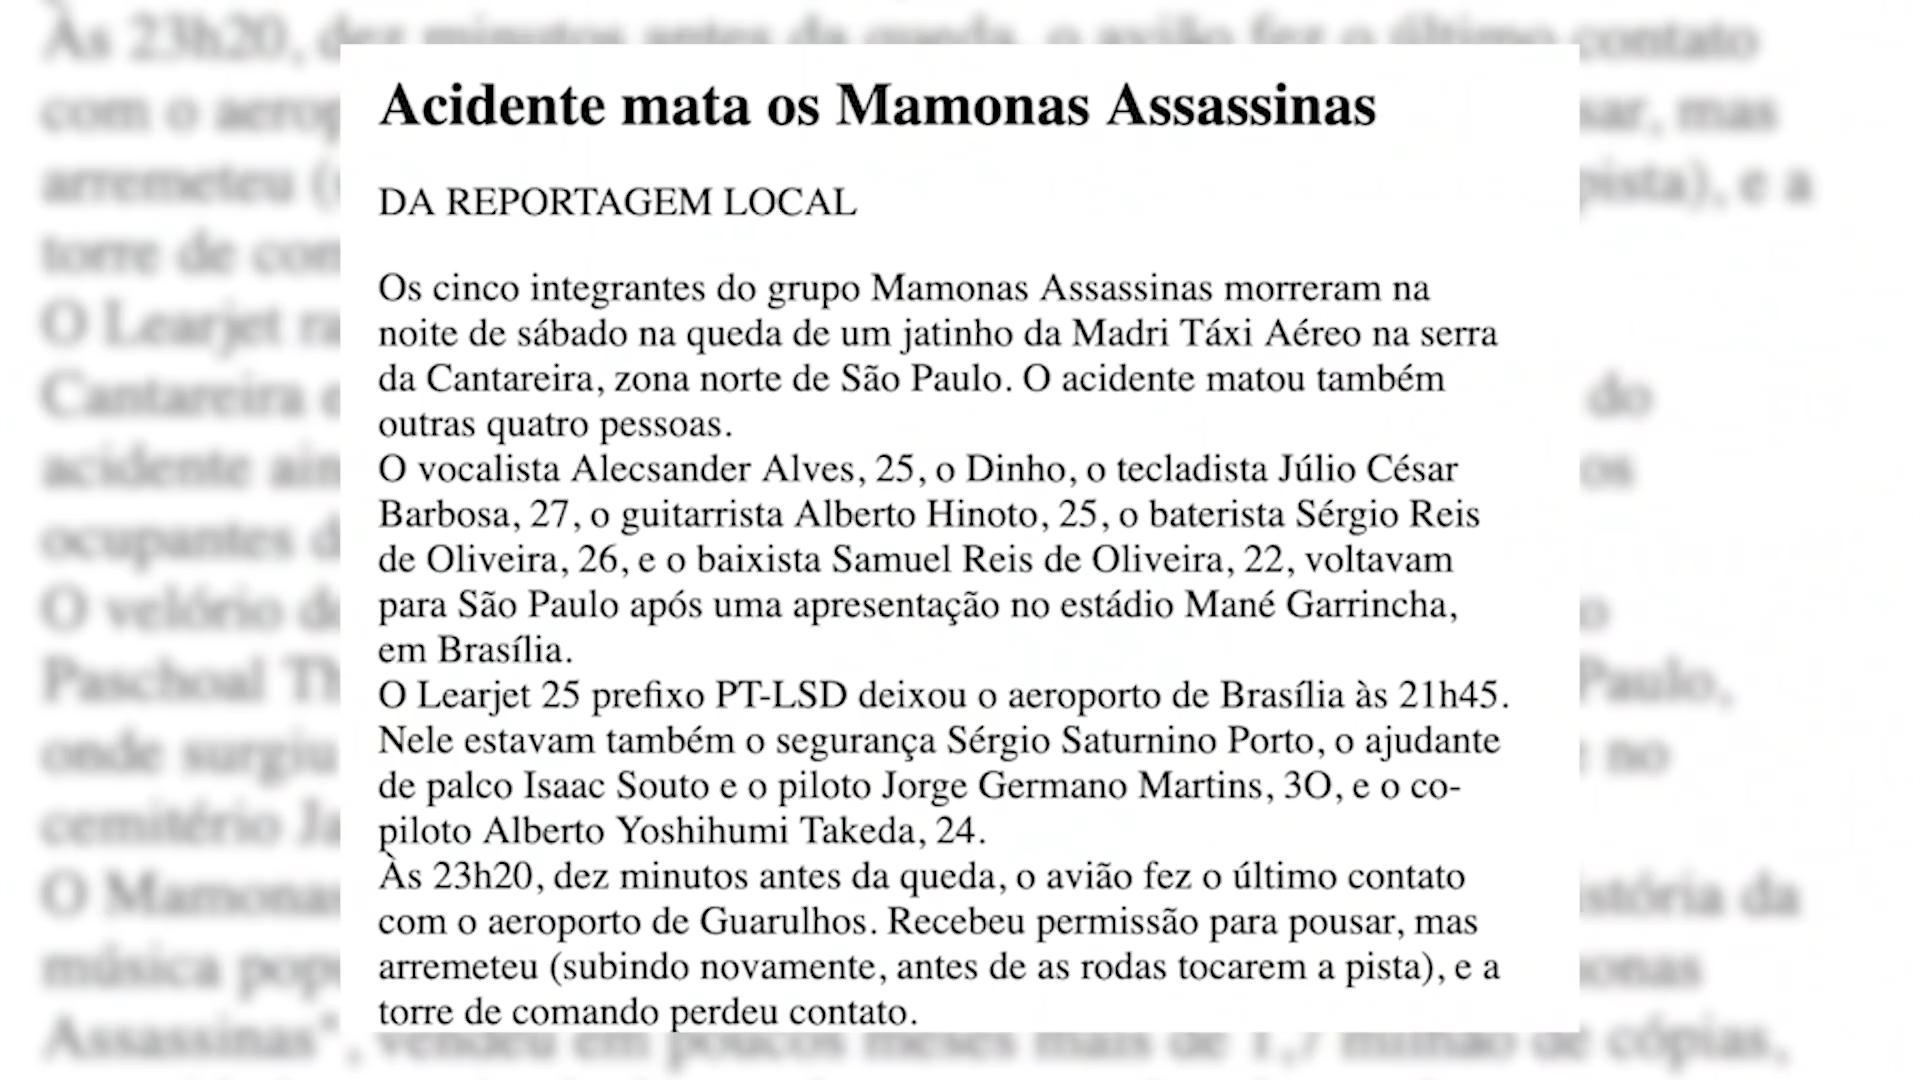 Acidente mata os Mamonas Assassinas
DA REPORTAGEM LOCAL
Os cinco integrantes do grupo Mamonas Assassinas morreram na
noite de sábado na queda de um jatinho da Madri Táxi Aéreo na serra
da Cantareira, zona norte de São Paulo. O acidente matou também
outras quatro pessoas.
O vocalista Alecsander Alves, 25, o Dinho, o tecladista Júlio César
Barbosa, 27, o guitarrista Alberto Hinoto, 25, o baterista Sérgio Reis
de Oliveira, 26, e o baixista Samuel Reis de Oliveira, 22, voltavam
para São Paulo após uma apresentação no estádio Mané Garrincha,
em Brasília.
O Learjet 25 prefixo PT-LSD deixou o aeroporto de Brasília às 21h45.
Nele estavam também o segurança Sérgio Saturnino Porto, o ajudante
de palco Isaac Souto e o piloto Jorge Germano Martins, 3O, e o co-
piloto Alberto Yoshihumi Takeda, 24.
Às 23h20, dez minutos antes da queda, o avião fez o último contato
com o aeroporto de Guarulhos. Recebeu permissão para pousar, mas
arremeteu (subindo novamente, antes de as rodas tocarem a pista), e a
torre de comando perdeu contato.